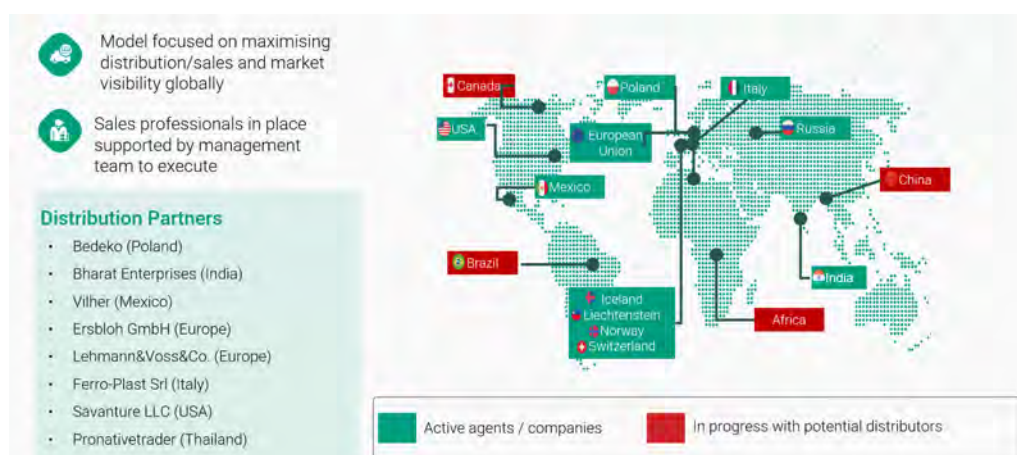 Model focused on maximising
distribution/sales and market
visibility globally
Sales professionals in place
supported by management
team to execute
Distribution Partners
• Bedeko (Poland)
• Bharat Enterprises (India)
• Vilher (Mexico)
• Ersbloh GmbH (Europe)
• Lehmann&Voss&Co. (Europe)
• Ferro-Plast Srl (Italy)
• Savanture LLC (USA)
• Pronativetrader (Thailand)
Canada
Poland
Italy
USA
European
Union
Russia
Mexico
China
Brazil
India
Iceland
Liechtenstein
Norway
Switzerland
Africa
Active agents / companies
In progress with potential distributors